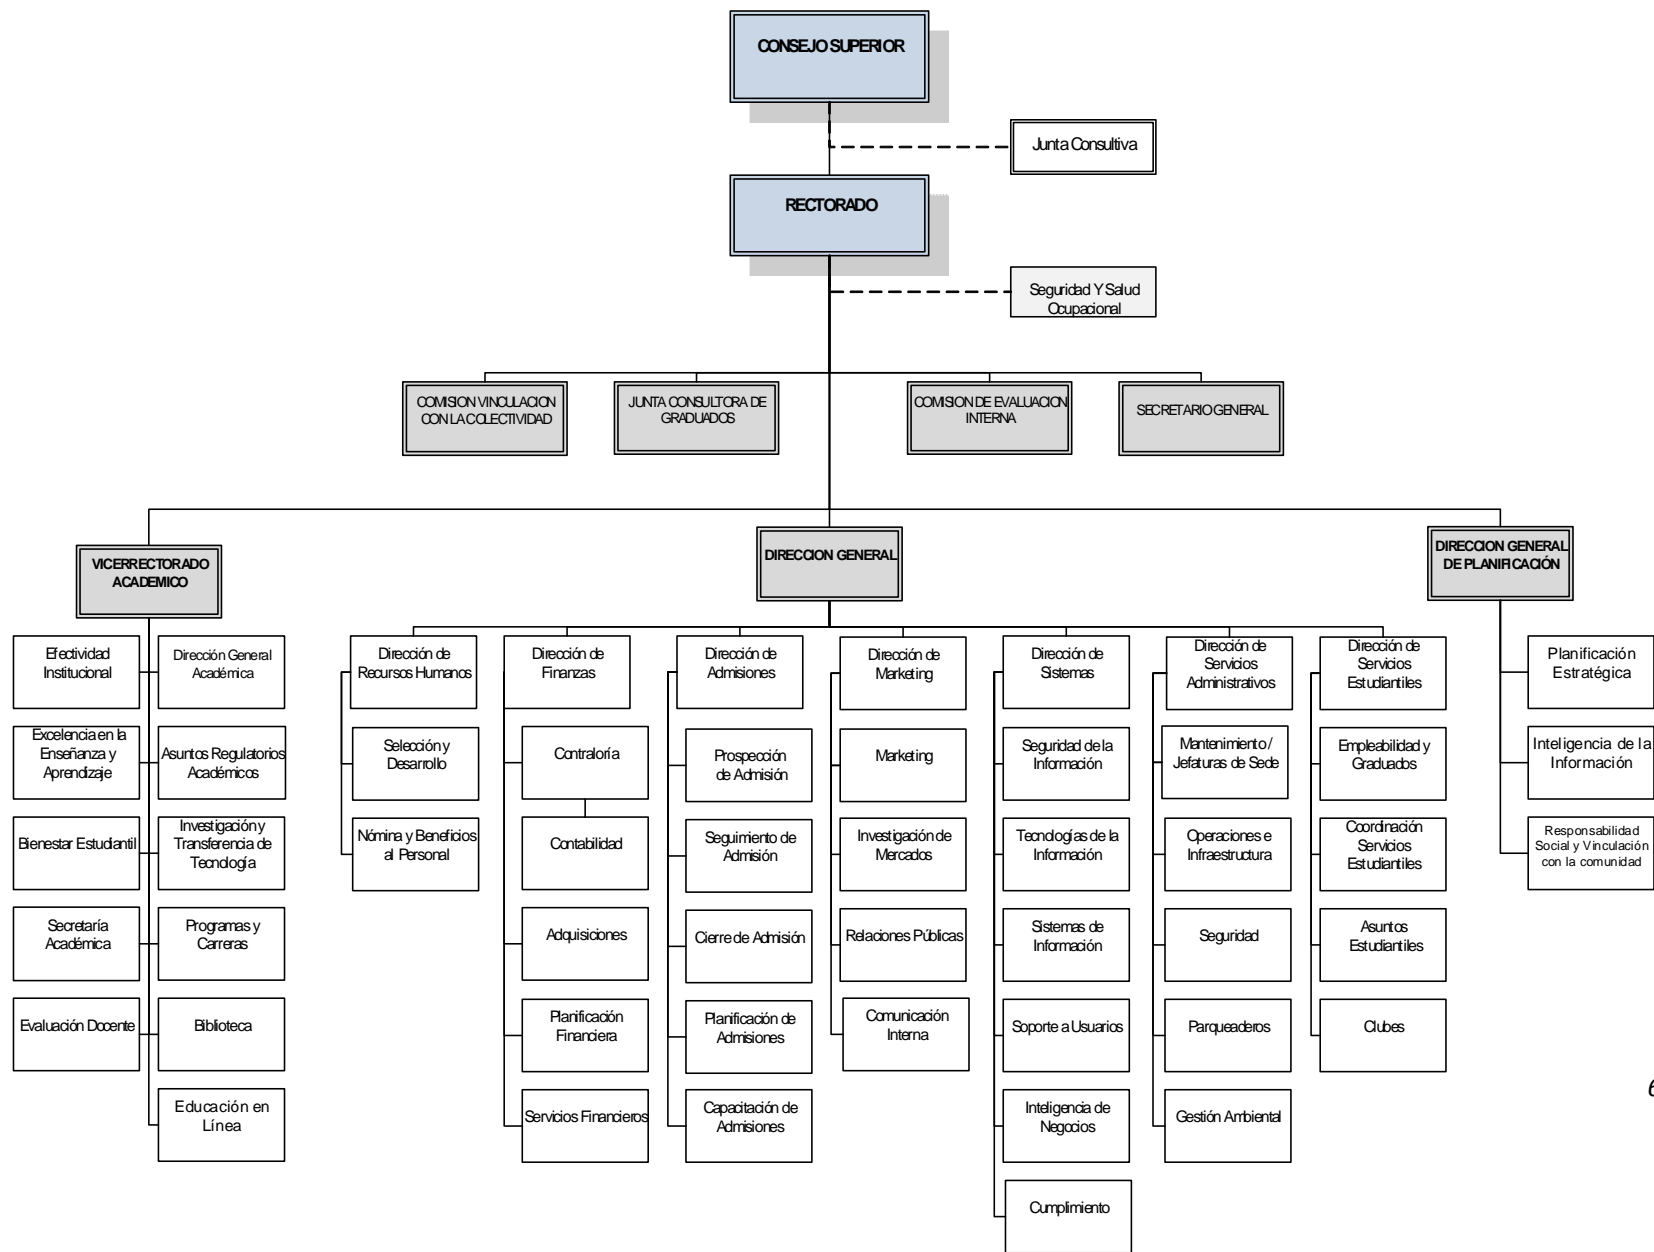 CONSEJO SUPERIOR
Junta Consultiva
RECTORADO
Seguridad Y Salud
Ocupacional
COMISION VINCULACION
CON LA COLECTIVIDAD
JUNTA CONSULTORA DE
GRADUADOS
COMISION DE EVALUACION
INTERNA
SECRETARIO GENERAL
VICERRECTORADO
ACADEMICO
DIRECCION GENERAL
DIRECCION GENERAL
DE PLANIFICACIÓN
Efectividad
Institucional
Dirección General
Académica
Excelencia en la
Enseñanza y
Aprendizaje
Asuntos Regulatorios
Académicos
Bienestar Estudiantil
Investigación y
Transferencia de
Tecnología
Secretaría
Académica
Programas y
Carreras
Evaluación Docente
Biblioteca
Educación en
Línea
Dirección de
Recursos Humanos
Selección y
Desarrollo
Nómina y Beneficios
al Personal
Dirección de
Finanzas
Contraloría
Contabilidad
Adquisiciones
Planificación
Financiera
Servicios Financieros
Dirección de
Admisiones
Prospección
de Admisión
Seguimiento de
Admisión
Cierre de Admisión
Planificación de
Admisiones
Capacitación de
Admisiones
Dirección de
Marketing
Marketing
Investigación de
Mercados
Relaciones Públicas
Comunicación
Interna
Dirección de
Sistemas
Seguridad de la
Información
Tecnologías de la
Información
Sistemas de
Información
Soporte a Usuarios
Inteligencia de
Negocios
Cumplimiento
Dirección de
Servicios
Administrativos
Mantenimiento /
Jefaturas de Sede
Operaciones e
Infraestructura
Seguridad
Parqueaderos
Gestión Ambiental
Dirección de
Servicios
Estudiantiles
Empleabilidad y
Graduados
Coordinación
Servicios
Estudiantiles
Asuntos
Estudiantiles
Clubes
Planificación
Estratégica
Inteligencia de la
Información
Responsabilidad
Social y Vinculación
con la comunidad